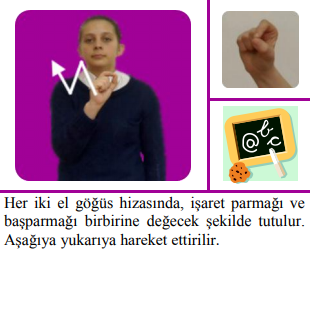 @ b c
Her iki el göğüs hizasında, işaret parmağı ve
başparmağı birbirine değecek şekilde tutulur.
Aşağıya yukarıya hareket ettirilir.